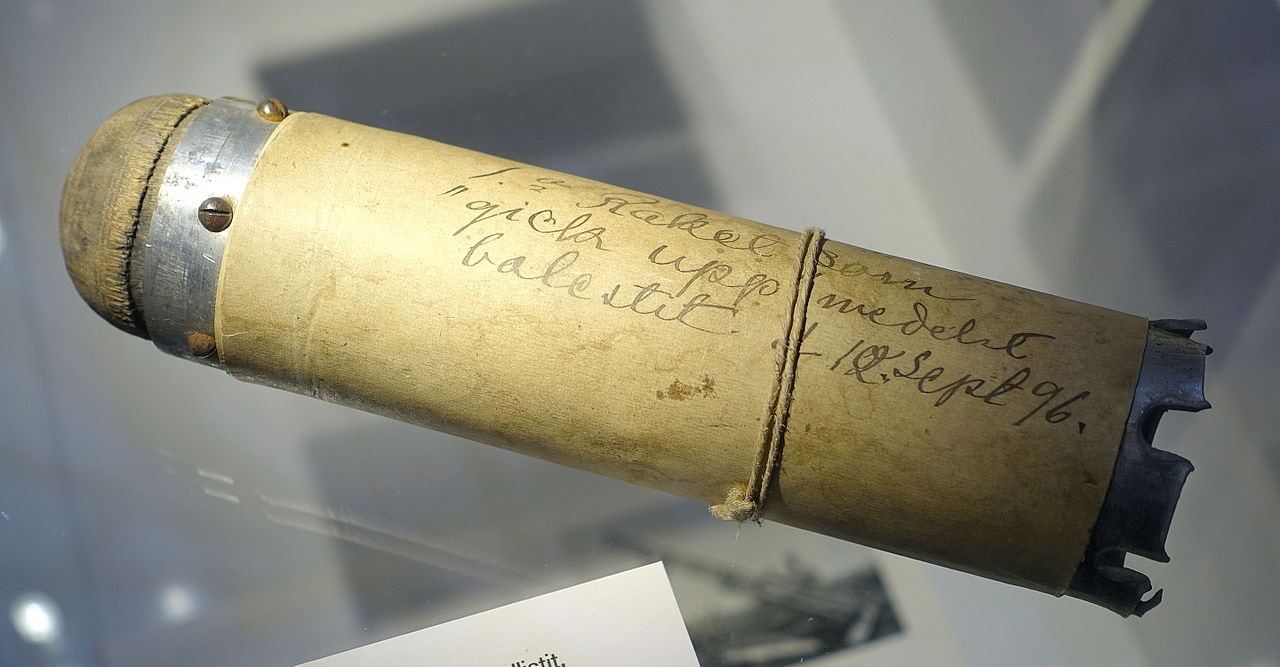 1.a Raket som
"gick upp medelst
balestit. + 12. Sept 96.